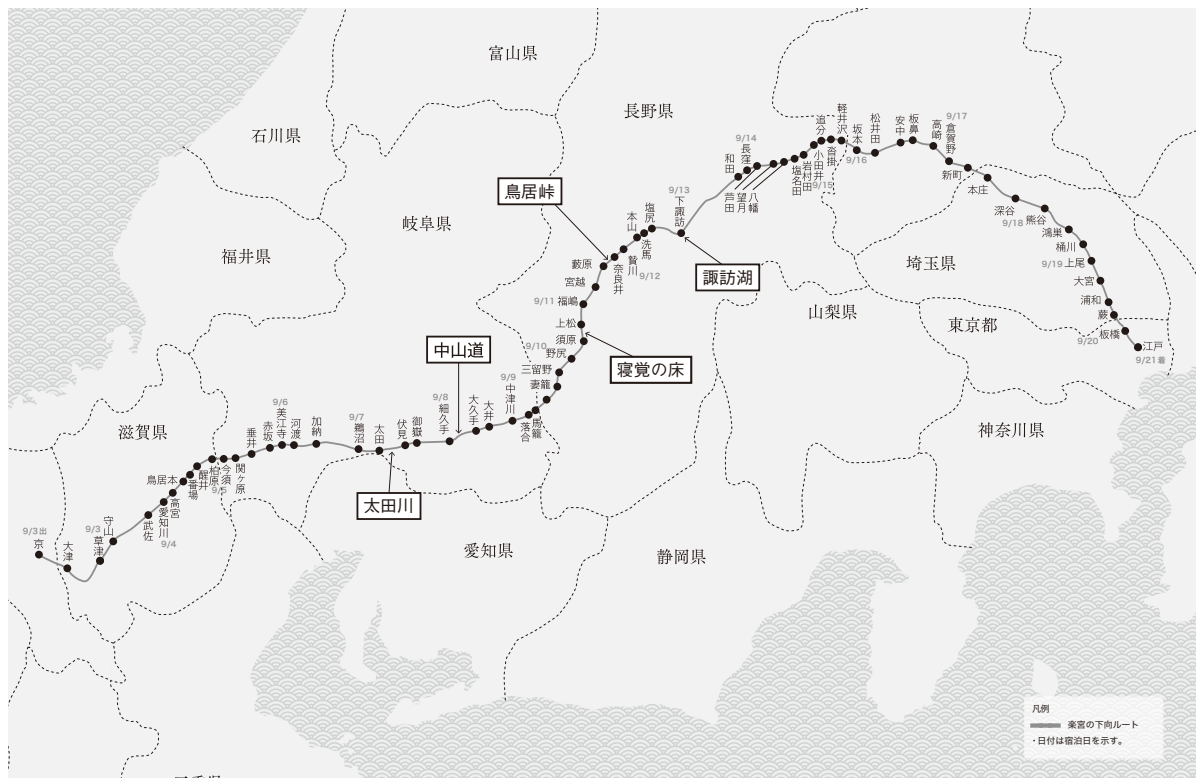 富山県
石川県
長野県
岐阜県
福井県
埼玉県
山梨県
東京都
滋賀県
神奈川県
愛知県
静岡県
鳥居峠
諏訪湖
中山道
寝覚の床
太田川
9/3出
京
大津
9/3
草津
守山
武佐
愛知川
9/4
高宮
鳥居本
番場
醒井
柏原
9/5
今須
関ヶ原
垂井
赤坂
9/6
美江寺
河渡
加納
9/7
鵜沼
太田
伏見
御嶽
9/8
細久手
大久手
大井
9/9
中津川
落合
馬籠
妻籠
三留野
9/10
野尻
須原
上松
9/11
福嶋
宮越
藪原
奈良井
贄川
9/12
本山
洗馬
塩尻
9/13
下諏訪
和田
9/14
長窪
芦田
望月
八幡
塩名田
岩村田
9/15
小田井
追分
沓掛
軽井沢
坂本
9/16
松井田
安中
板鼻
高崎
9/17
倉賀野
新町
本庄
深谷
9/18
熊谷
鴻巣
桶川
9/19
上尾
大宮
浦和
蕨
板橋
9/20
江戸
9/21着
凡例
楽宮の下向ルート
・日付は宿泊日を示す。